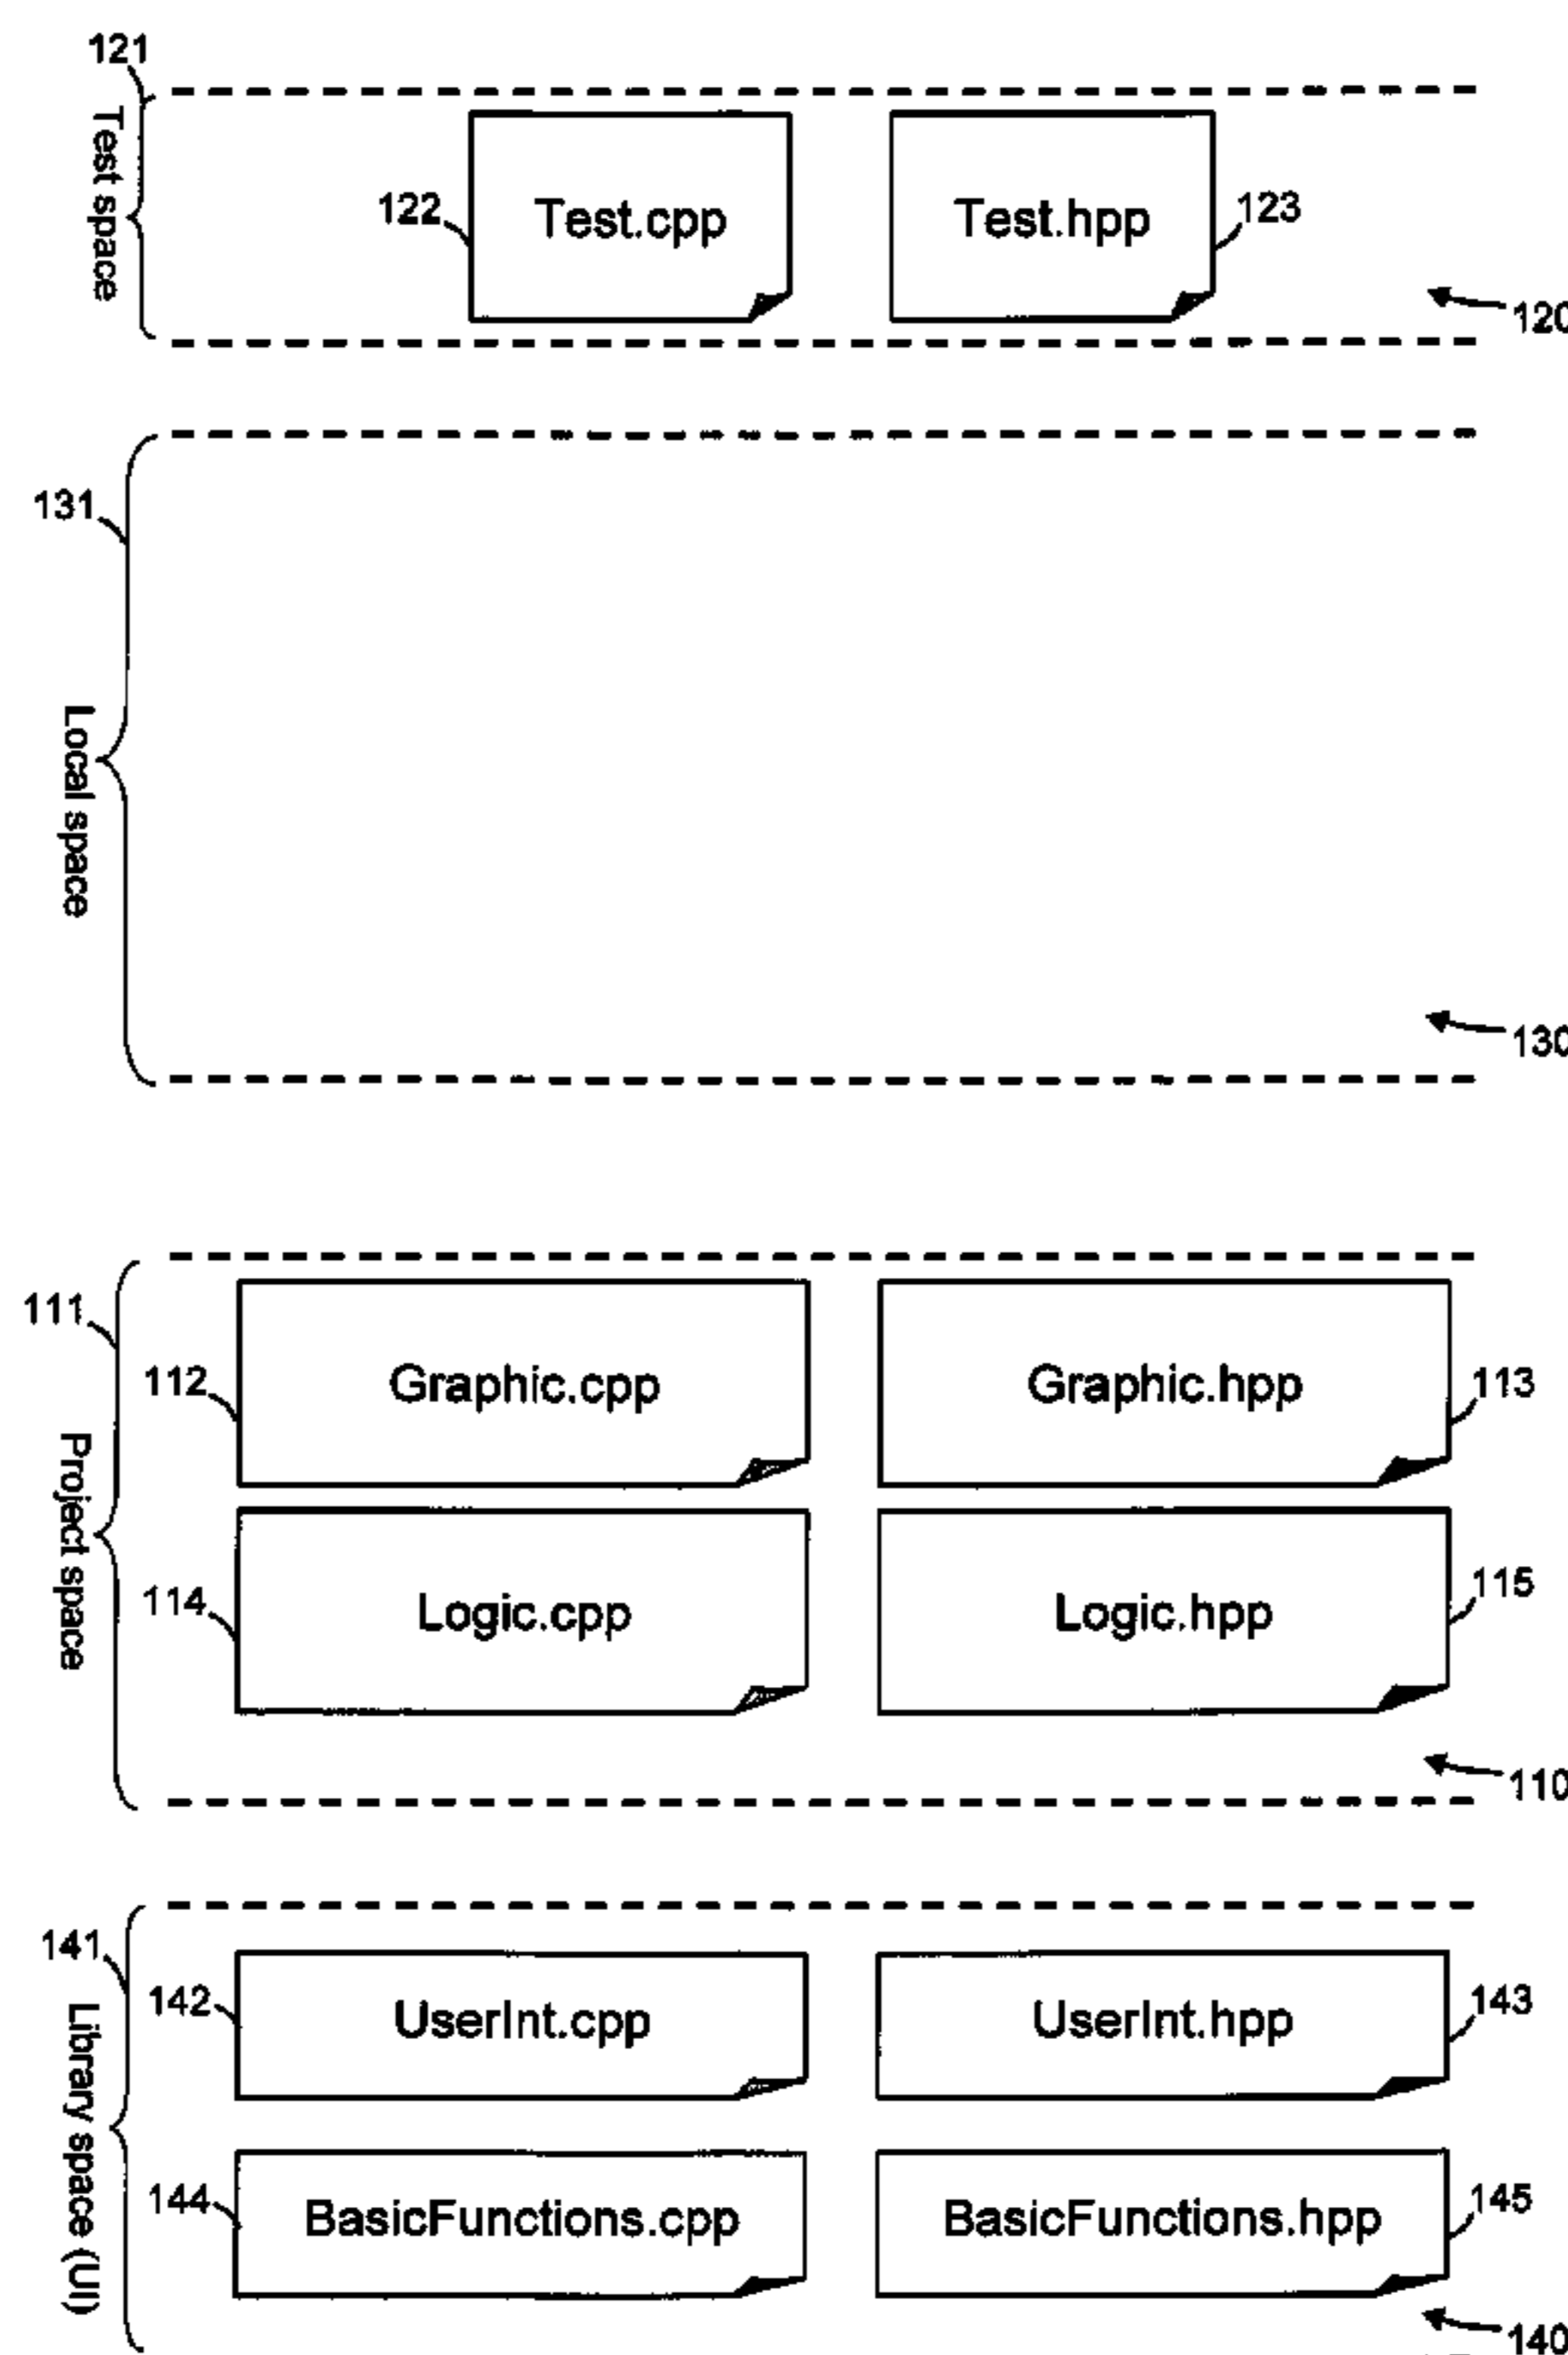 121
Test space
122
Test.cpp
Test.hpp
123
120
131
Local space
130
111
Project space
112
Graphic.cpp
Graphic.hpp
113
114
Logic.cpp
Logic.hpp
115
110
141
Library space (UI)
142
UserInt.cpp
UserInt.hpp
143
144
BasicFunctions.cpp
BasicFunctions.hpp
145
140